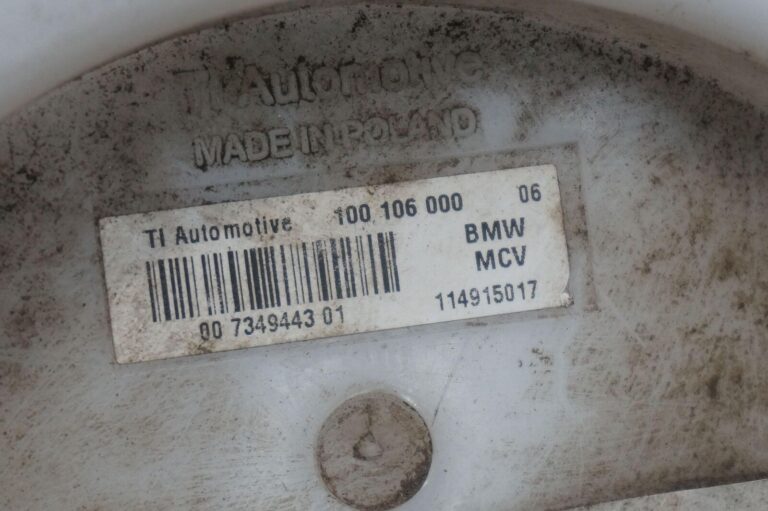 TI Automotive
MADE IN POLAND
TI Automotive 100 106 000 06
BMW
MCV
00 7349443 01 114915017